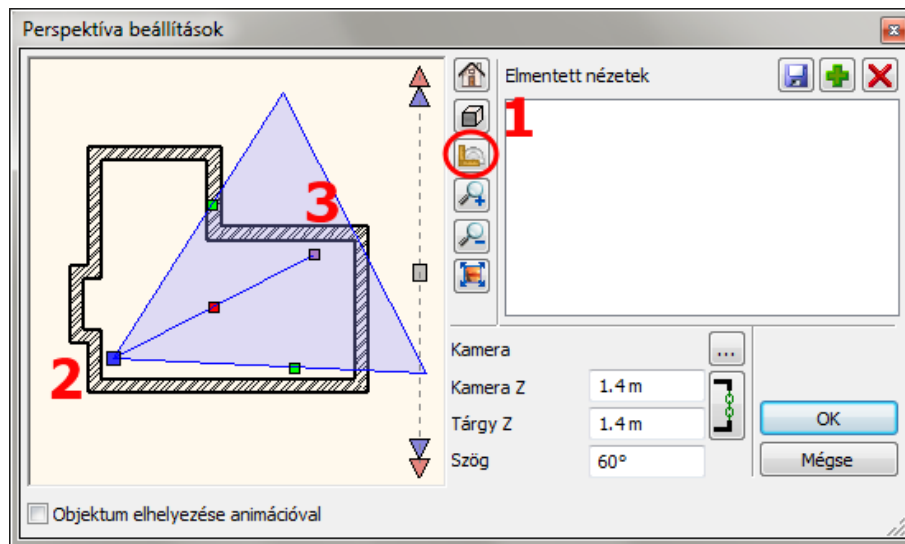 Perspektíva beállítások
Elmentett nézetek
1
3
2
Kamera
...
Kamera Z
1.4 m
Tárgy Z
1.4 m
Szög
60°
OK
Mégse
Objektum elhelyezése animációval